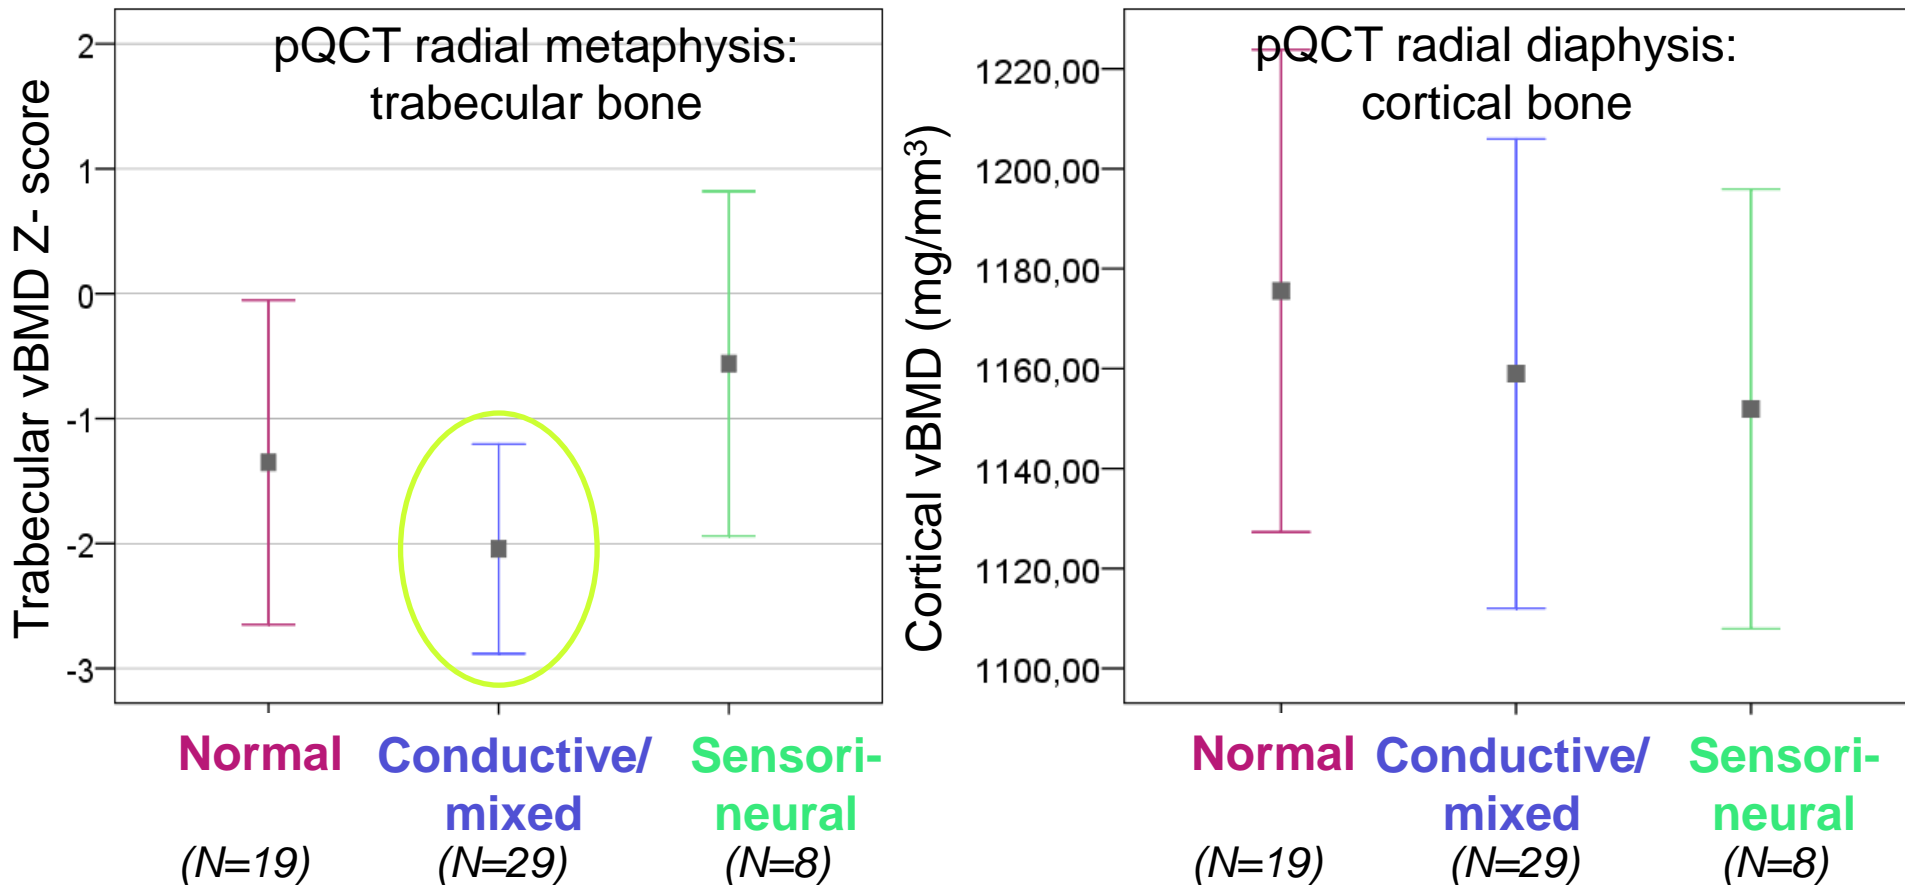 pQCT radial metaphysis:
trabecular bone
Trabecular vBMD Z- score
2
1
0
-1
-2
-3
Normal
Conductive/
mixed
Sensori-
neural
(N=19)
(N=29)
(N=8)
pQCT radial diaphysis:
cortical bone
Cortical vBMD (mg/mm³)
1220,00
1200,00
1180,00
1160,00
1140,00
1120,00
1100,00
Normal
Conductive/
mixed
Sensori-
neural
(N=19)
(N=29)
(N=8)